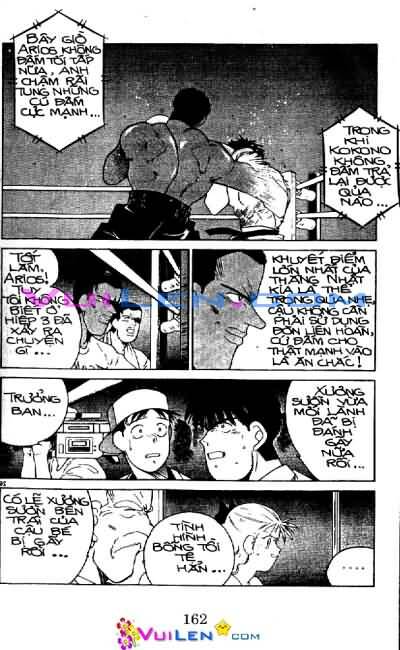 BÂY GIỜ
ARIOS KHÔNG
ĐẤM TỚI TẤP
NỮA, ANH
CHẬM RÃI
TUNG NHỮNG
CÚ ĐẤM
CỰC MẠNH...
TRONG
KHI
KOKONO
KHÔNG
ĐẤM TRẢ
LẠI ĐƯỢC
QUẢ
NÀO...
TỐT
LẮM,
ARIOS!
TUY
TÔI KHÔNG
BIẾT Ở
HIỆP 3 ĐÃ
XẢY RA
CHUYỆN
GÌ...
KHUYẾT ĐIỂM
LỚN NHẤT CỦA
THẰNG NHẬT
KIA LÀ THỂ
TRỌNG QUÁ NHẸ,
CẬU KHÔNG CẦN
PHẢI SỬ DỤNG
ĐÒN LIÊN HOÀN,
CỨ ĐẤM CHO
THẬT MẠNH VÀO
LÀ ĂN CHẮC!
VUILEN.COM
TRƯỞNG
BAN...
XƯƠNG
SƯỜN VỪA
MỚI LÀNH
ĐÃ BỊ
ĐÁNH
GÃY
NỮA
RỒI...
CÓ LẼ XƯƠNG
SƯỜN BÊN
TRÁI CỦA
CẬU BÉ
BỊ GÃY
RỒI...
TÌNH
HÌNH
BỖNG TỒI
TỆ
HẲN...
....
162
VUILEN.COM